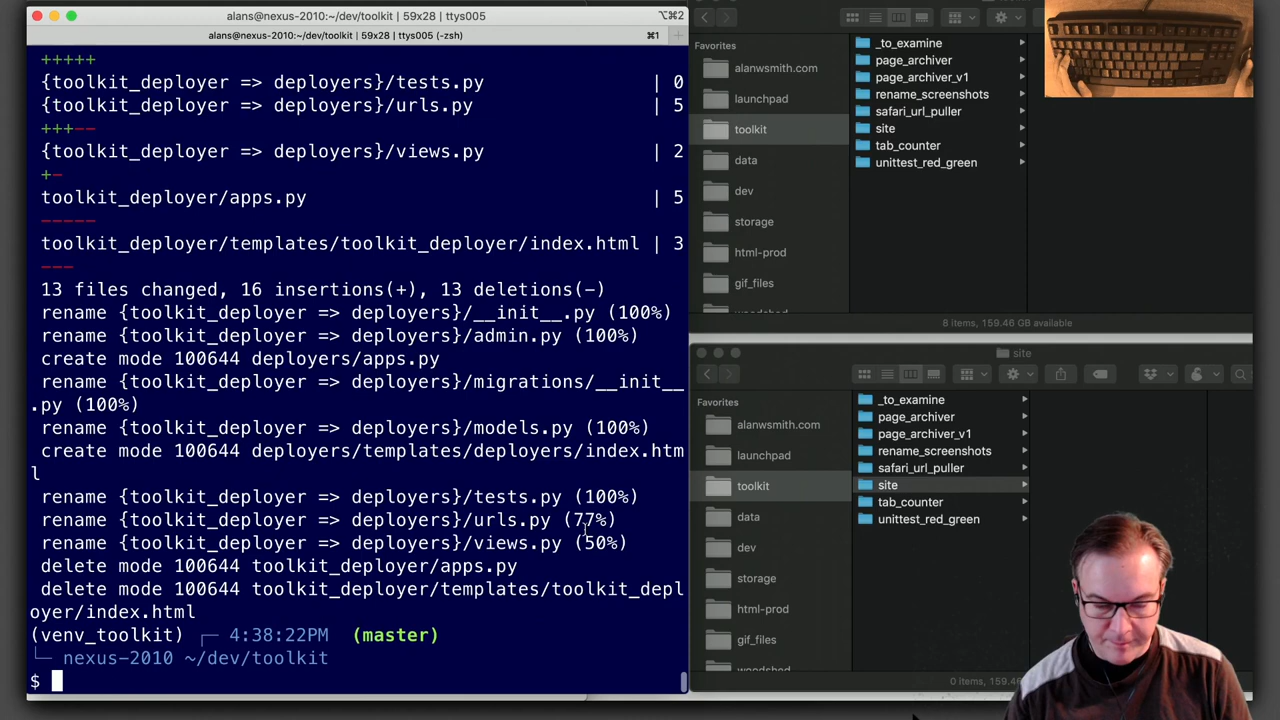 alans@nexus-2010:~/dev/toolkit | 59x28 | ttys005
⌥⌘2
alans@nexus-2010:~/dev/toolkit | 59x28 | ttys005 (-zsh)
⌘1
+++++
{toolkit_deployer => deployers}/tests.py | 0
{toolkit_deployer => deployers}/urls.py | 5
+++--
{toolkit_deployer => deployers}/views.py | 2
+-
toolkit_deployer/apps.py | 5
-----
toolkit_deployer/templates/toolkit_deployer/index.html | 3
---
13 files changed, 16 insertions(+), 13 deletions(-)
rename {toolkit_deployer => deployers}/__init__.py (100%)
rename {toolkit_deployer => deployers}/admin.py (100%)
create mode 100644 deployers/apps.py
rename {toolkit_deployer => deployers}/migrations/__init__
.py (100%)
rename {toolkit_deployer => deployers}/models.py (100%)
create mode 100644 deployers/templates/deployers/index.htm
l
rename {toolkit_deployer => deployers}/tests.py (100%)
rename {toolkit_deployer => deployers}/urls.py (77%)
rename {toolkit_deployer => deployers}/views.py (50%)
delete mode 100644 toolkit_deployer/apps.py
delete mode 100644 toolkit_deployer/templates/toolkit_depl
oyer/index.html
(venv_toolkit) ┌─ 4:38:22PM (master)
└─ nexus-2010 ~/dev/toolkit
$
Favorites
alanwsmith.com
launchpad
toolkit
data
dev
storage
html-prod
gif_files
_to_examine
page_archiver
page_archiver_v1
rename_screenshots
safari_url_puller
site
tab_counter
unittest_red_green
8 items, 159.46 GB available
site
Favorites
alanwsmith.com
launchpad
toolkit
data
dev
storage
html-prod
gif_files
_to_examine
page_archiver
page_archiver_v1
rename_screenshots
safari_url_puller
site
tab_counter
unittest_red_green
0 items, 159.46